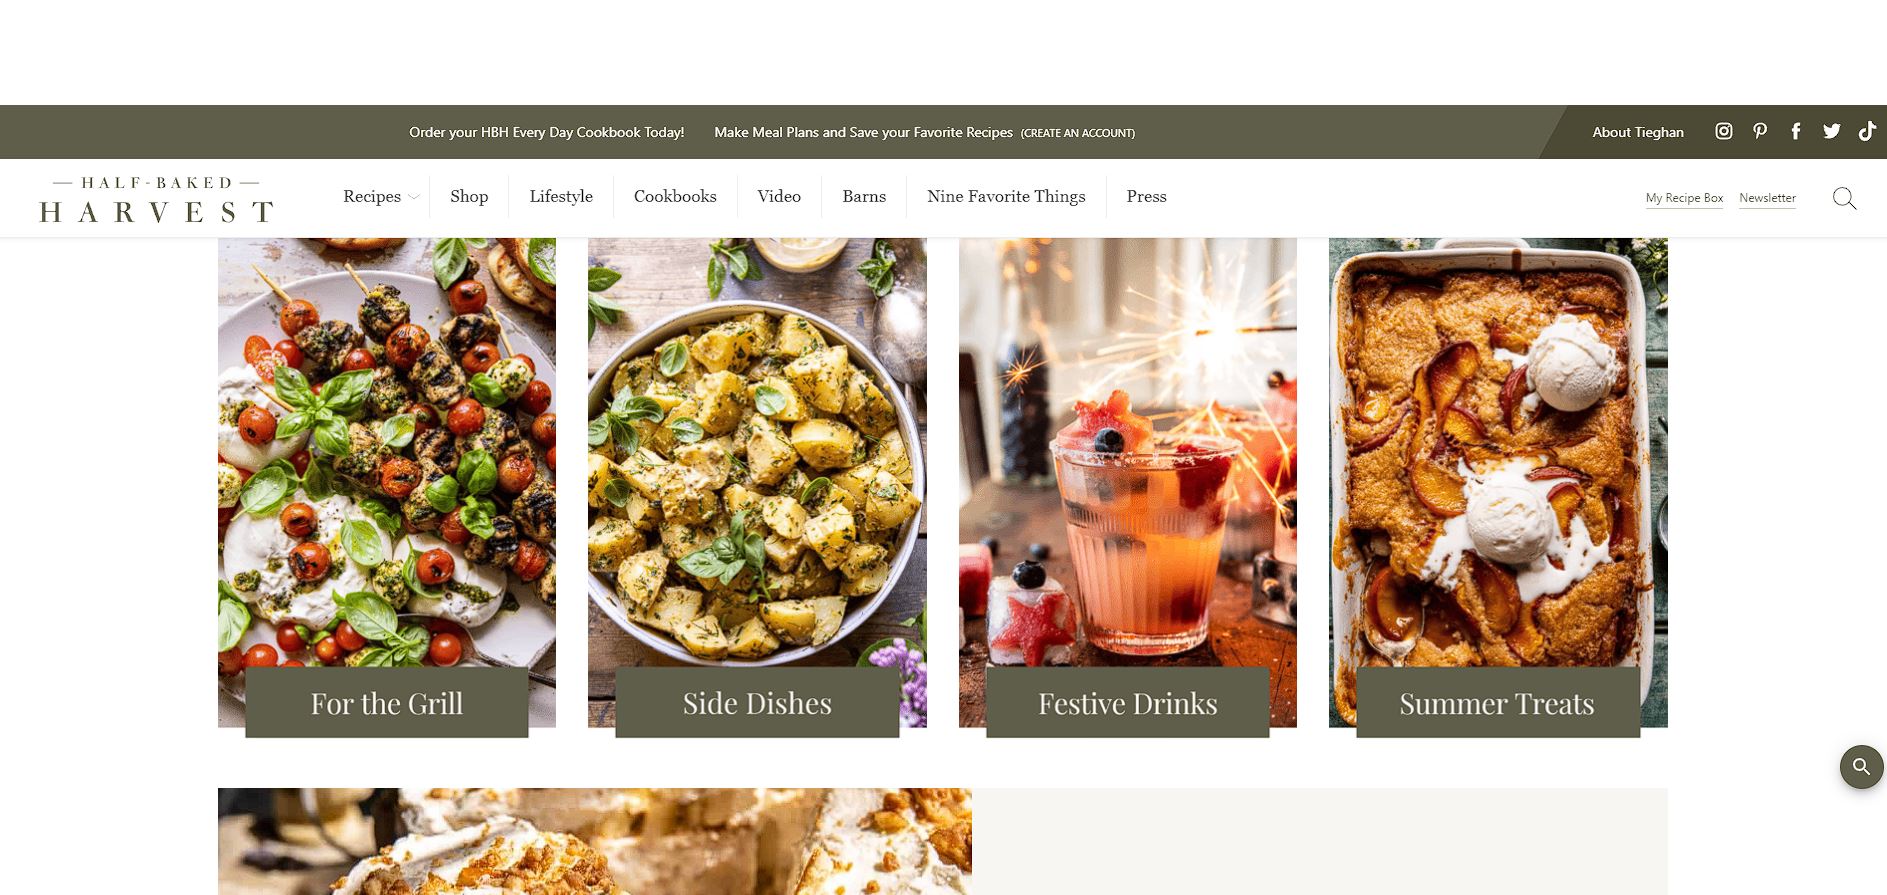 Order your HBH Every Day Cookbook Today!
Make Meal Plans and Save your Favorite Recipes (CREATE AN ACCOUNT)
About Tieghan
HALF-BAKED
HARVEST
Recipes
Shop
Lifestyle
Cookbooks
Video
Barns
Nine Favorite Things
Press
My Recipe Box
Newsletter
For the Grill
Side Dishes
Festive Drinks
Summer Treats